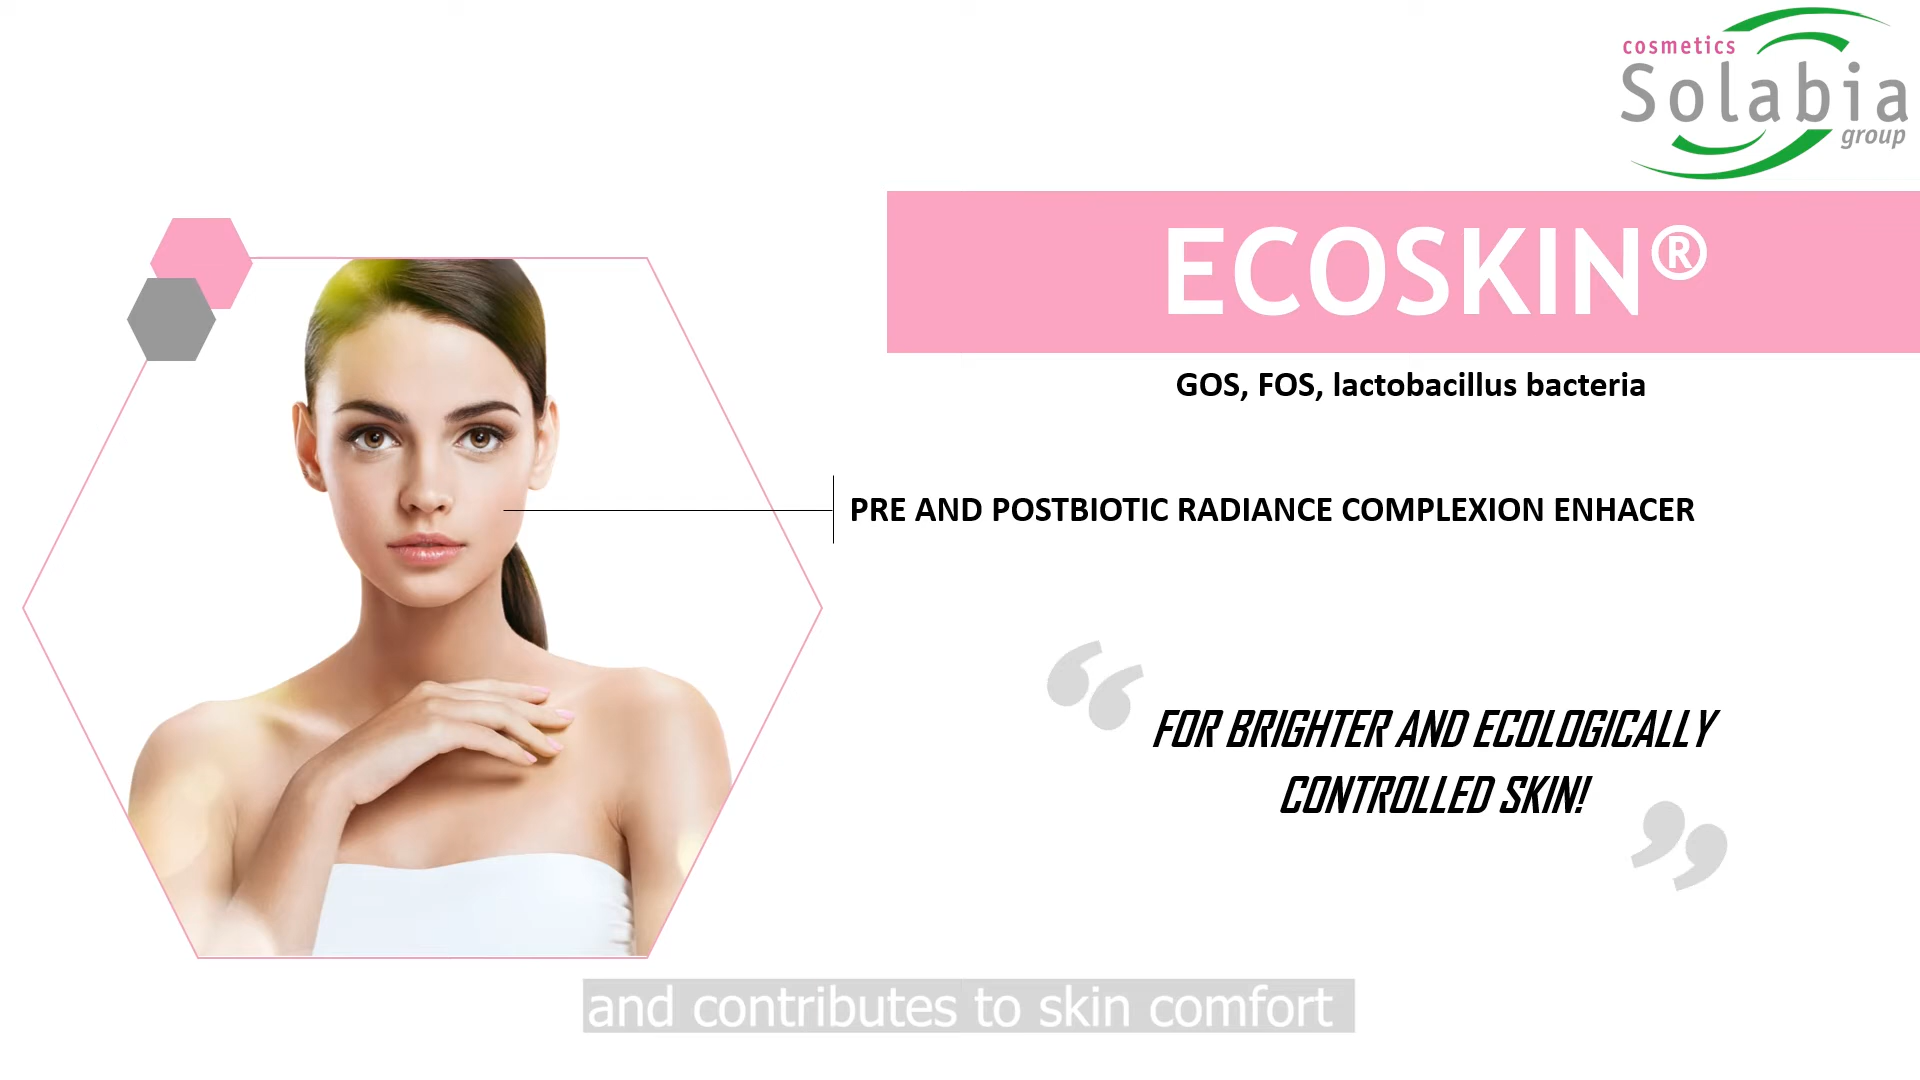 cosmetics
Solabia
group
ECOSKIN®
GOS, FOS, lactobacillus bacteria
PRE AND POSTBIOTIC RADIANCE COMPLEXION ENHACER
“FOR BRIGHTER AND ECOLOGICALLY
CONTROLLED SKIN!”
and contributes to skin comfort